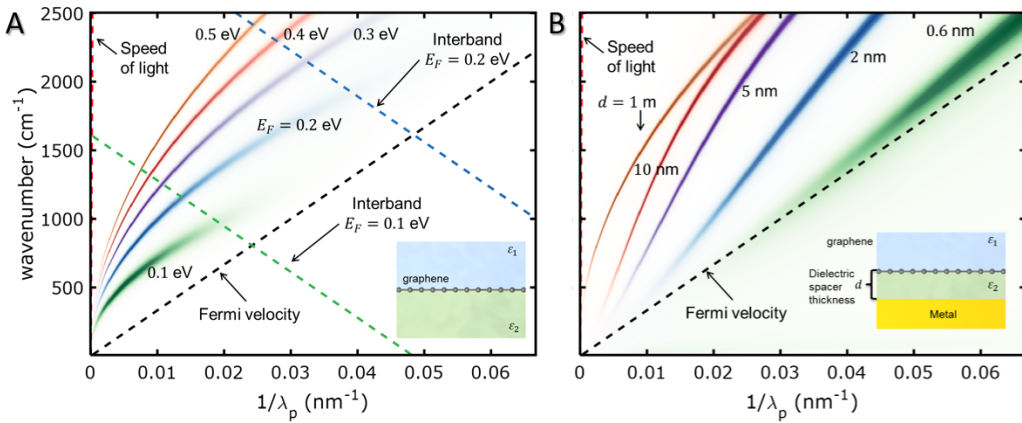 A
2500
2000
1500
1000
500
0
wavenumber (cm⁻¹)
0
0.01
0.02
0.03
0.04
0.05
0.06
1/λp (nm⁻¹)
Speed
of light
0.5 eV
0.4 eV
0.3 eV
Interband
E_F = 0.2 eV
E_F = 0.2 eV
Interband
E_F = 0.1 eV
0.1 eV
Fermi velocity
ε₁
graphene
ε₂
B
Speed
of light
d = 1 m
10 nm
5 nm
2 nm
0.6 nm
Fermi velocity
graphene
ε₁
Dielectric
spacer
thickness
d
ε₂
Metal
0
0.01
0.02
0.03
0.04
0.05
0.06
1/λp (nm⁻¹)